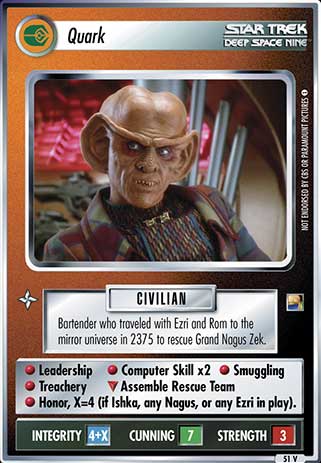 Quark
STAR TREK
DEEP SPACE NINE
NOT ENDORSED BY CBS OR PARAMOUNT PICTURES
CIVILIAN
Bartender who traveled with Ezri and Rom to the
mirror universe in 2375 to rescue Grand Nagus Zek.
Leadership Computer Skill x2 Smuggling
Treachery Assemble Rescue Team
Honor, X=4 (if Ishka, any Nagus, or any Ezri in play).
INTEGRITY 4+X CUNNING 7 STRENGTH 3
51 V